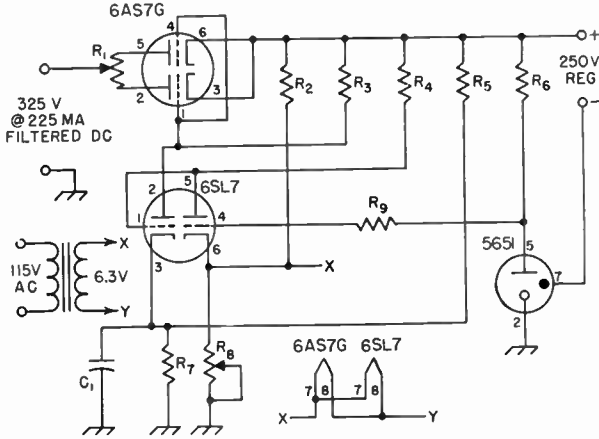 6AS7G
4
6
5
R1
2
3
1
+
250V
REG
−
325 V
@ 225 MA
FILTERED DC
R2
R3
R4
R5
R6
2
5
6SL7
1
4
R9
3
6
5651
5
7
2
X
115V
AC
6.3V
X
Y
C1
R7
R8
6AS7G
6SL7
7
8
7
8
X
Y